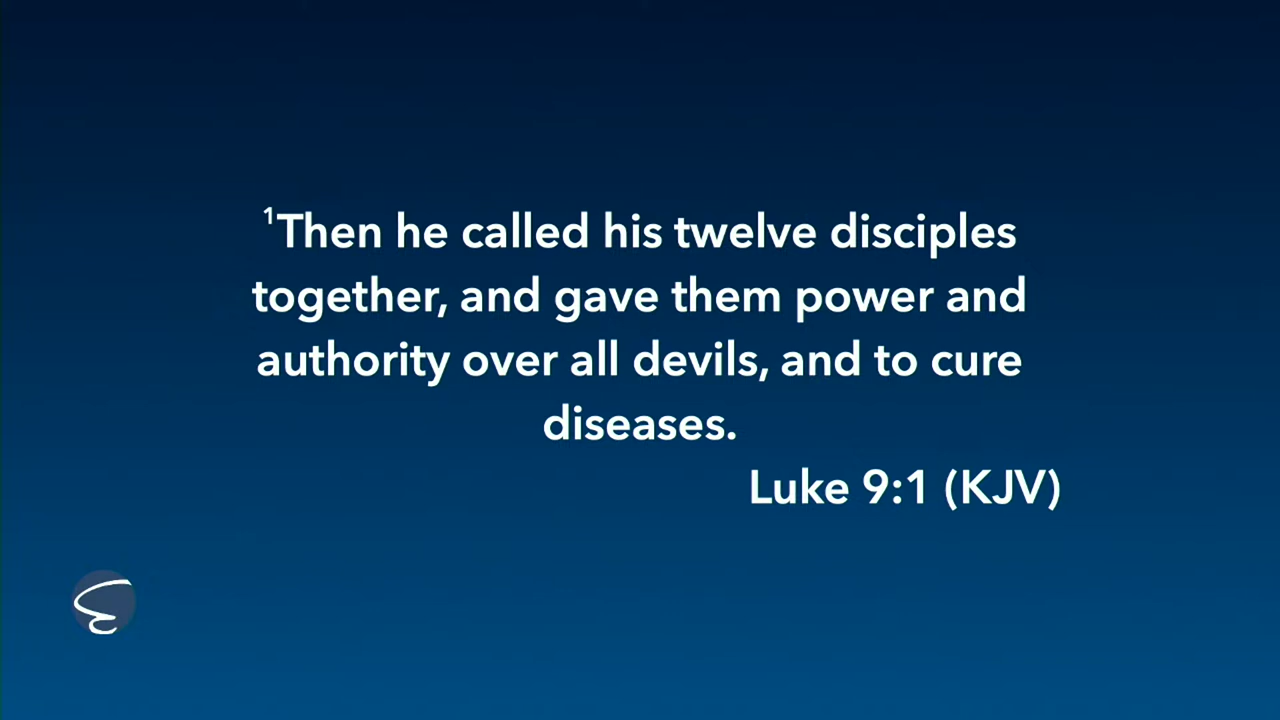 ¹Then he called his twelve disciples
together, and gave them power and
authority over all devils, and to cure
diseases.
Luke 9:1 (KJV)